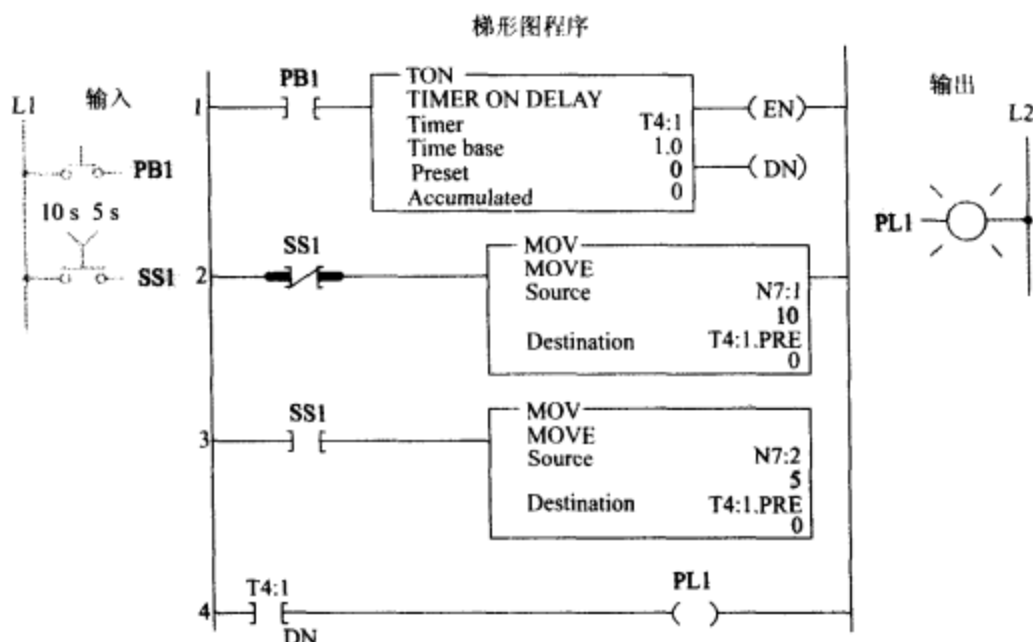 梯形图程序
L1 输入
PB1
10 s 5 s
SS1
1 PB1
TON
TIMER ON DELAY
Timer T4:1
Time base 1.0
Preset 0
Accumulated 0
EN
DN
2 SS1
MOV
MOVE
Source N7:1
10
Destination T4:1.PRE
0
3 SS1
MOV
MOVE
Source N7:2
5
Destination T4:1.PRE
0
4 T4:1
DN
PL1
输出
L2
PL1